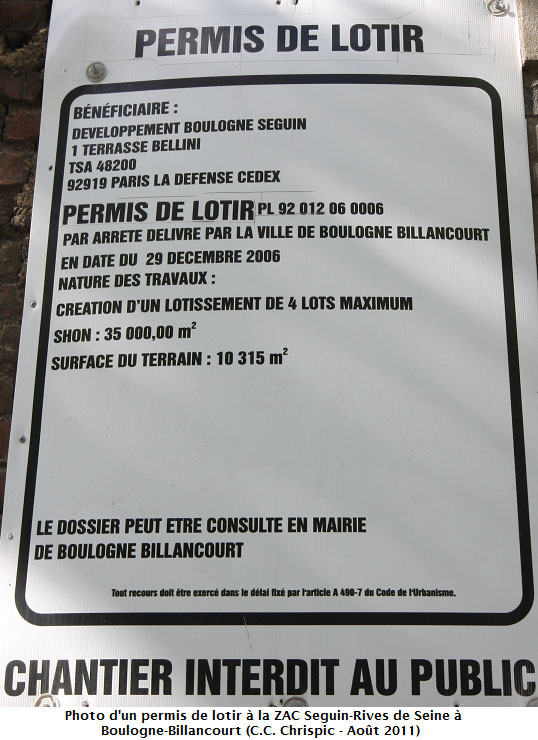 PERMIS DE LOTIR
BÉNÉFICIAIRE :
DEVELOPPEMENT BOULOGNE SEGUIN
1 TERRASSE BELLINI
TSA 48200
92919 PARIS LA DEFENSE CEDEX
PERMIS DE LOTIR PL 92 012 06 0006
PAR ARRETE DELIVRE PAR LA VILLE DE BOULOGNE BILLANCOURT
EN DATE DU 29 DECEMBRE 2006
NATURE DES TRAVAUX :
CREATION D'UN LOTISSEMENT DE 4 LOTS MAXIMUM
SHON : 35 000,00 m²
SURFACE DU TERRAIN : 10 315 m²
LE DOSSIER PEUT ETRE CONSULTE EN MAIRIE
DE BOULOGNE BILLANCOURT
Tout recours doit être exercé dans le délai fixé par l'article A 490-7 du Code de l'Urbanisme.
CHANTIER INTERDIT AU PUBLIC
Photo d'un permis de lotir à la ZAC Seguin-Rives de Seine à
Boulogne-Billancourt (C.C. Chrispic - Août 2011)